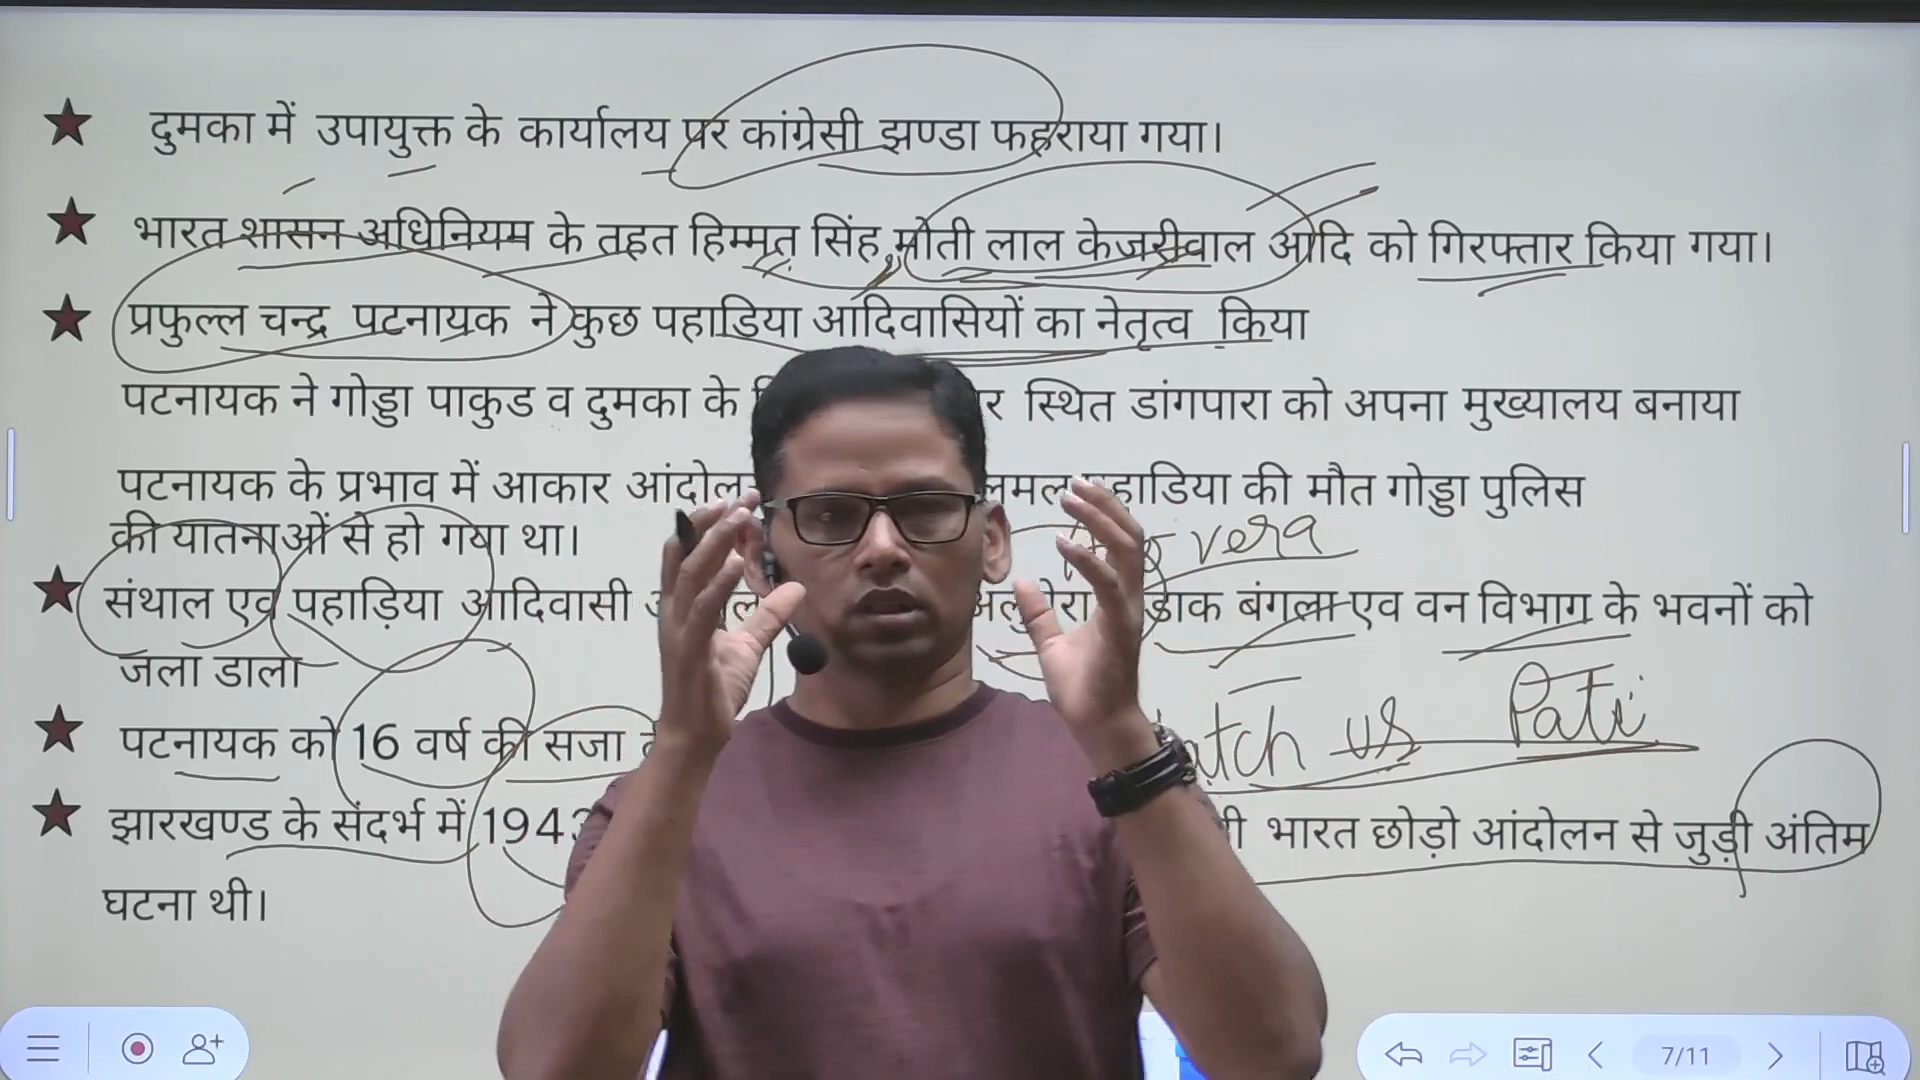 दुमका में उपायुक्त के कार्यालय पर कांग्रेसी झण्डा फहराया गया।
भारत शासन अधिनियम के तहत हिम्मत सिंह, मोती लाल केजरीवाल आदि को गिरफ्तार किया गया।
प्रफुल्ल चन्द्र पटनायक ने कुछ पहाडिया आदिवासियों का नेतृत्व किया
पटनायक ने गोड्डा पाकुड व दुमका के स्थित डांगपारा को अपना मुख्यालय बनाया
पटनायक के प्रभाव में आकार की मौत गोड्डा पुलिस
की यातनाओं से हो गया था।
vera
संथाल एव पहाड़िया आदिवासी डाक बंगला एव वन विभाग के भवनों को
जला डाला
us Pati
पटनायक को 16 वर्ष की सजा
झारखण्ड के संदर्भ में भारत छोड़ो आंदोलन से जुड़ी अंतिम
घटना थी।
7/11